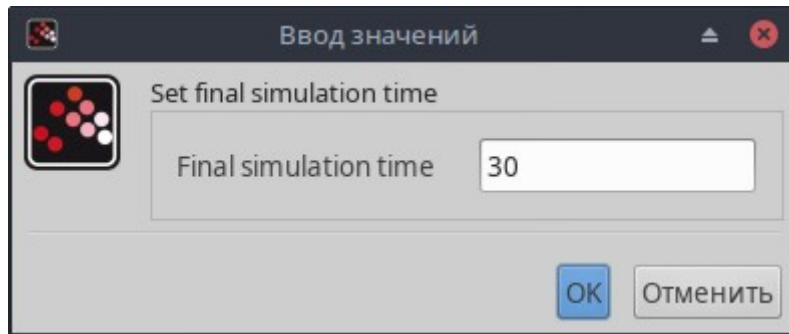 Ввод значений
Set final simulation time
Final simulation time 30
OK Отменить